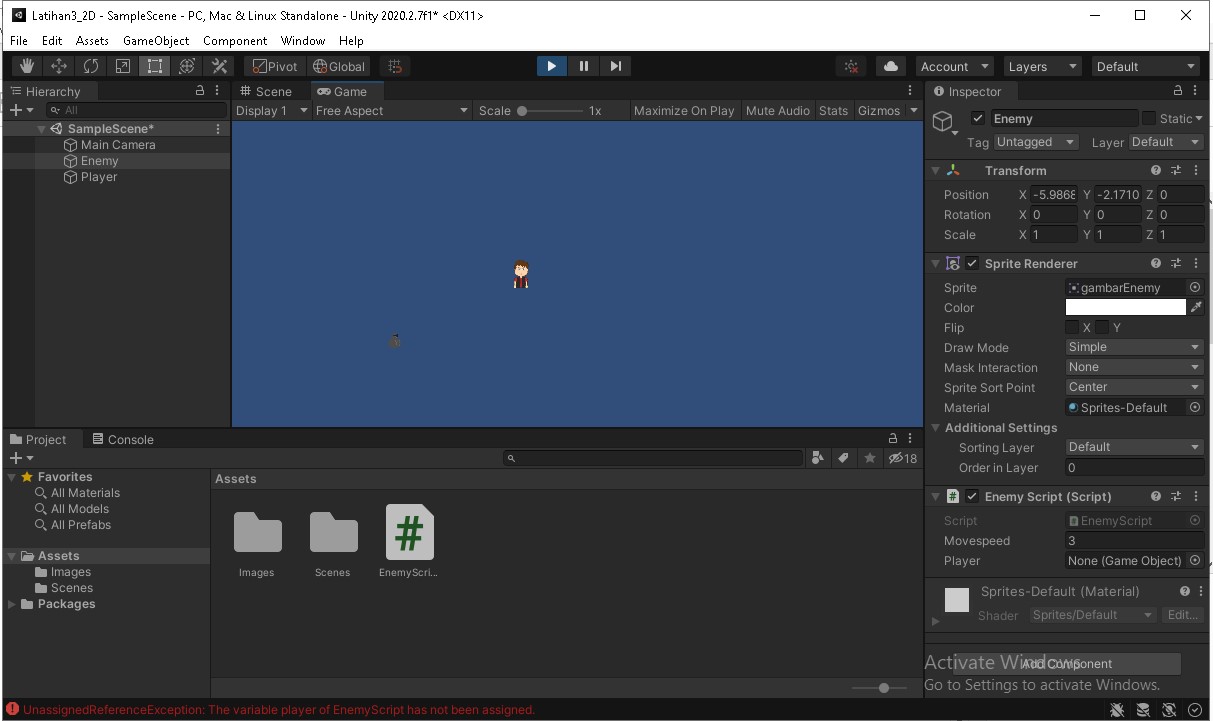 Latihan3_2D - SampleScene - PC, Mac & Linux Standalone - Unity 2020.2.7f1* <DX11>
File Edit Assets GameObject Component Window Help
Pivot Global Account Layers Default
Hierarchy
All
SampleScene*
Main Camera
Enemy
Player
Scene Game
Display 1 Free Aspect Scale 1x Maximize On Play Mute Audio Stats Gizmos
Inspector
Enemy Static
Tag Untagged Layer Default
Transform
Position X -5.9868 Y -2.1710 Z 0
Rotation X 0 Y 0 Z 0
Scale X 1 Y 1 Z 1
Sprite Renderer
Sprite gambarEnemy
Color
Flip X Y
Draw Mode Simple
Mask Interaction None
Sprite Sort Point Center
Material Sprites-Default
Additional Settings
Sorting Layer Default
Order in Layer 0
Enemy Script (Script)
Script EnemyScript
Movespeed 3
Player None (Game Object)
Sprites-Default (Material)
Shader Sprites/Default Edit...
Add Component
Activate Windows
Go to Settings to activate Windows.
Project Console
18
Favorites
All Materials
All Models
All Prefabs
Assets
Images
Scenes
Packages
Assets
Images Scenes EnemyScri...
UnassignedReferenceException: The variable player of EnemyScript has not been assigned.